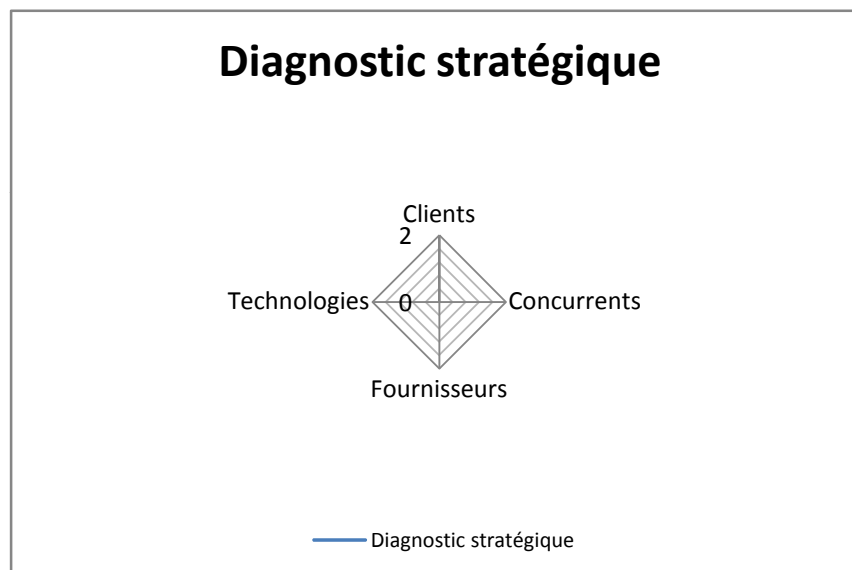 Diagnostic stratégique
Clients
2
Technologies
0
Concurrents
Fournisseurs
Diagnostic stratégique